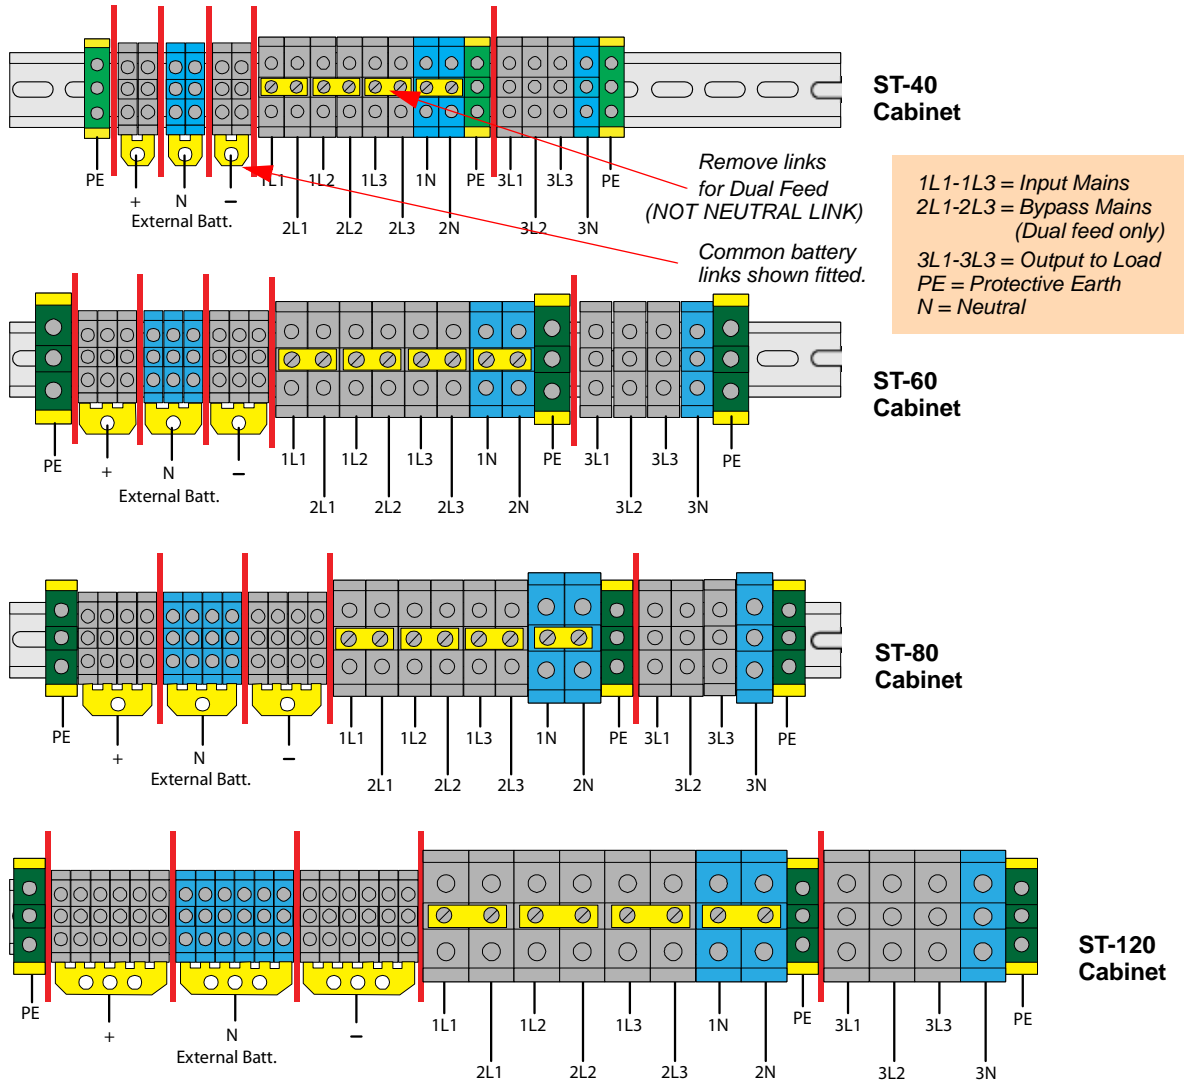 ST-40
Cabinet
PE
+
N
–
External Batt.
1L1
1L2
1L3
1N
PE
3L1
3L3
PE
2L1
2L2
2L3
2N
3L2
3N
Remove links
for Dual Feed
(NOT NEUTRAL LINK)
Common battery
links shown fitted.
1L1-1L3 = Input Mains
2L1-2L3 = Bypass Mains
(Dual feed only)
3L1-3L3 = Output to Load
PE = Protective Earth
N = Neutral
ST-60
Cabinet
PE
+
N
–
External Batt.
1L1
1L2
1L3
1N
PE
3L1
3L3
PE
2L1
2L2
2L3
2N
3L2
3N
ST-80
Cabinet
PE
+
N
–
External Batt.
1L1
1L2
1L3
1N
PE
3L1
3L3
PE
2L1
2L2
2L3
2N
3L2
3N
ST-120
Cabinet
PE
+
N
–
External Batt.
1L1
1L2
1L3
1N
PE
3L1
3L3
PE
2L1
2L2
2L3
2N
3L2
3N